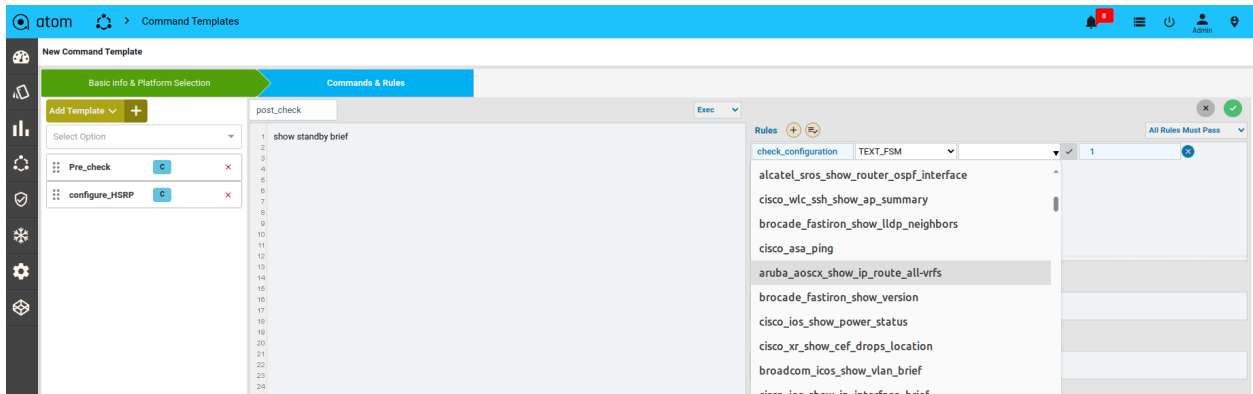 atom > Command Templates 8 Admin
New Command Template
Basic info & Platform Selection Commands & Rules
Add Template + post_check Exec
Select Option
1 show standby brief
2
3
4
5
6
7
8
9
10
11
12
13
14
15
16
17
18
19
20
21
22
23
24
Pre_check C ×
configure_HSRP C ×
Rules All Rules Must Pass
check_configuration TEXT_FSM 1
alcatel_sros_show_router_ospf_interface
cisco_wlc_ssh_show_ap_summary
brocade_fastiron_show_lldp_neighbors
cisco_asa_ping
aruba_aoscx_show_ip_route_all-vrfs
brocade_fastiron_show_version
cisco_ios_show_power_status
cisco_xr_show_cef_drops_location
broadcom_icos_show_vlan_brief